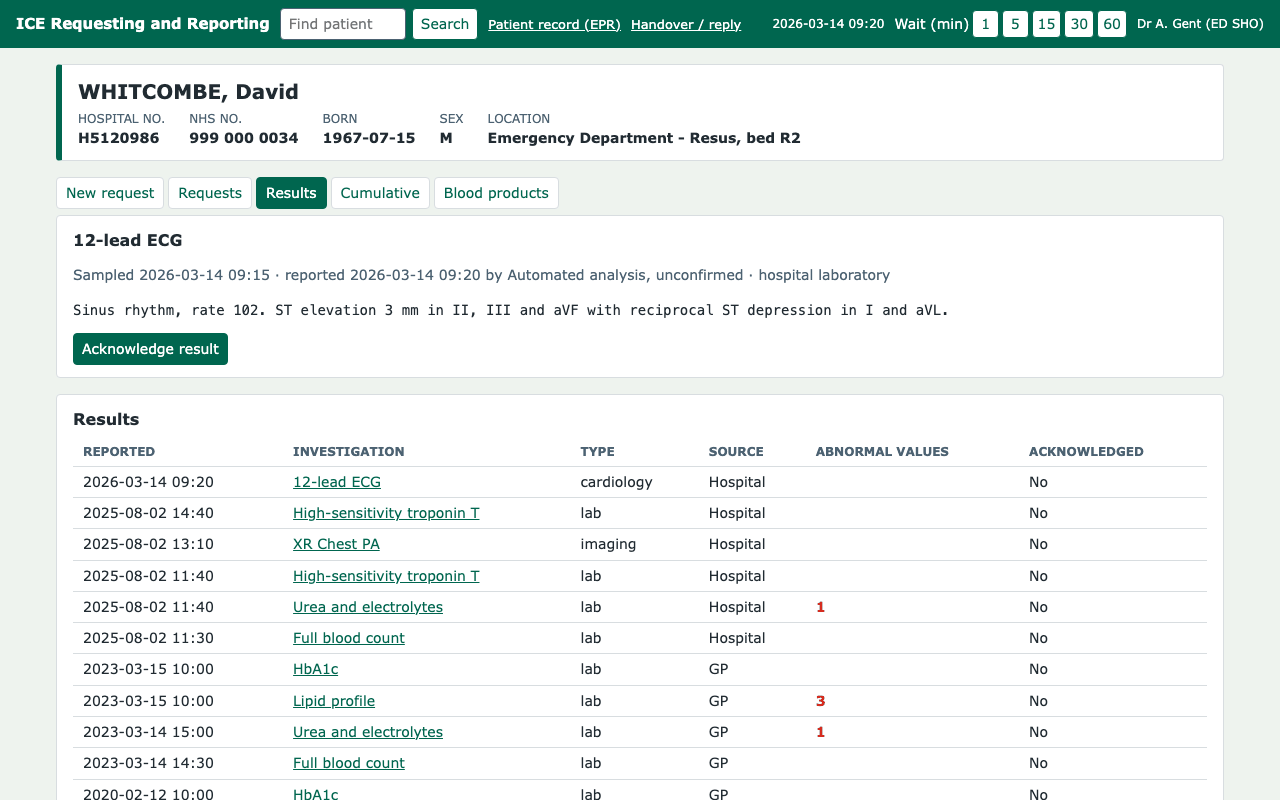 ICE Requesting and Reporting Find patient Search Patient record (EPR) Handover / reply 2026-03-14 09:20 Wait (min) 1 5 15 30 60 Dr A. Gent (ED SHO)
WHITCOMBE, David
HOSPITAL NO. NHS NO. BORN SEX LOCATION
H5120986 999 000 0034 1967-07-15 M Emergency Department - Resus, bed R2
New request Requests Results Cumulative Blood products
12-lead ECG
Sampled 2026-03-14 09:15 · reported 2026-03-14 09:20 by Automated analysis, unconfirmed · hospital laboratory
Sinus rhythm, rate 102. ST elevation 3 mm in II, III and aVF with reciprocal ST depression in I and aVL.
Acknowledge result
Results
REPORTED INVESTIGATION TYPE SOURCE ABNORMAL VALUES ACKNOWLEDGED
2026-03-14 09:20 12-lead ECG cardiology Hospital No
2025-08-02 14:40 High-sensitivity troponin T lab Hospital No
2025-08-02 13:10 XR Chest PA imaging Hospital No
2025-08-02 11:40 High-sensitivity troponin T lab Hospital No
2025-08-02 11:40 Urea and electrolytes lab Hospital 1 No
2025-08-02 11:30 Full blood count lab Hospital No
2023-03-15 10:00 HbA1c lab GP No
2023-03-15 10:00 Lipid profile lab GP 3 No
2023-03-14 15:00 Urea and electrolytes lab GP 1 No
2023-03-14 14:30 Full blood count lab GP No
2020-02-12 10:00 HbA1c lab GP No